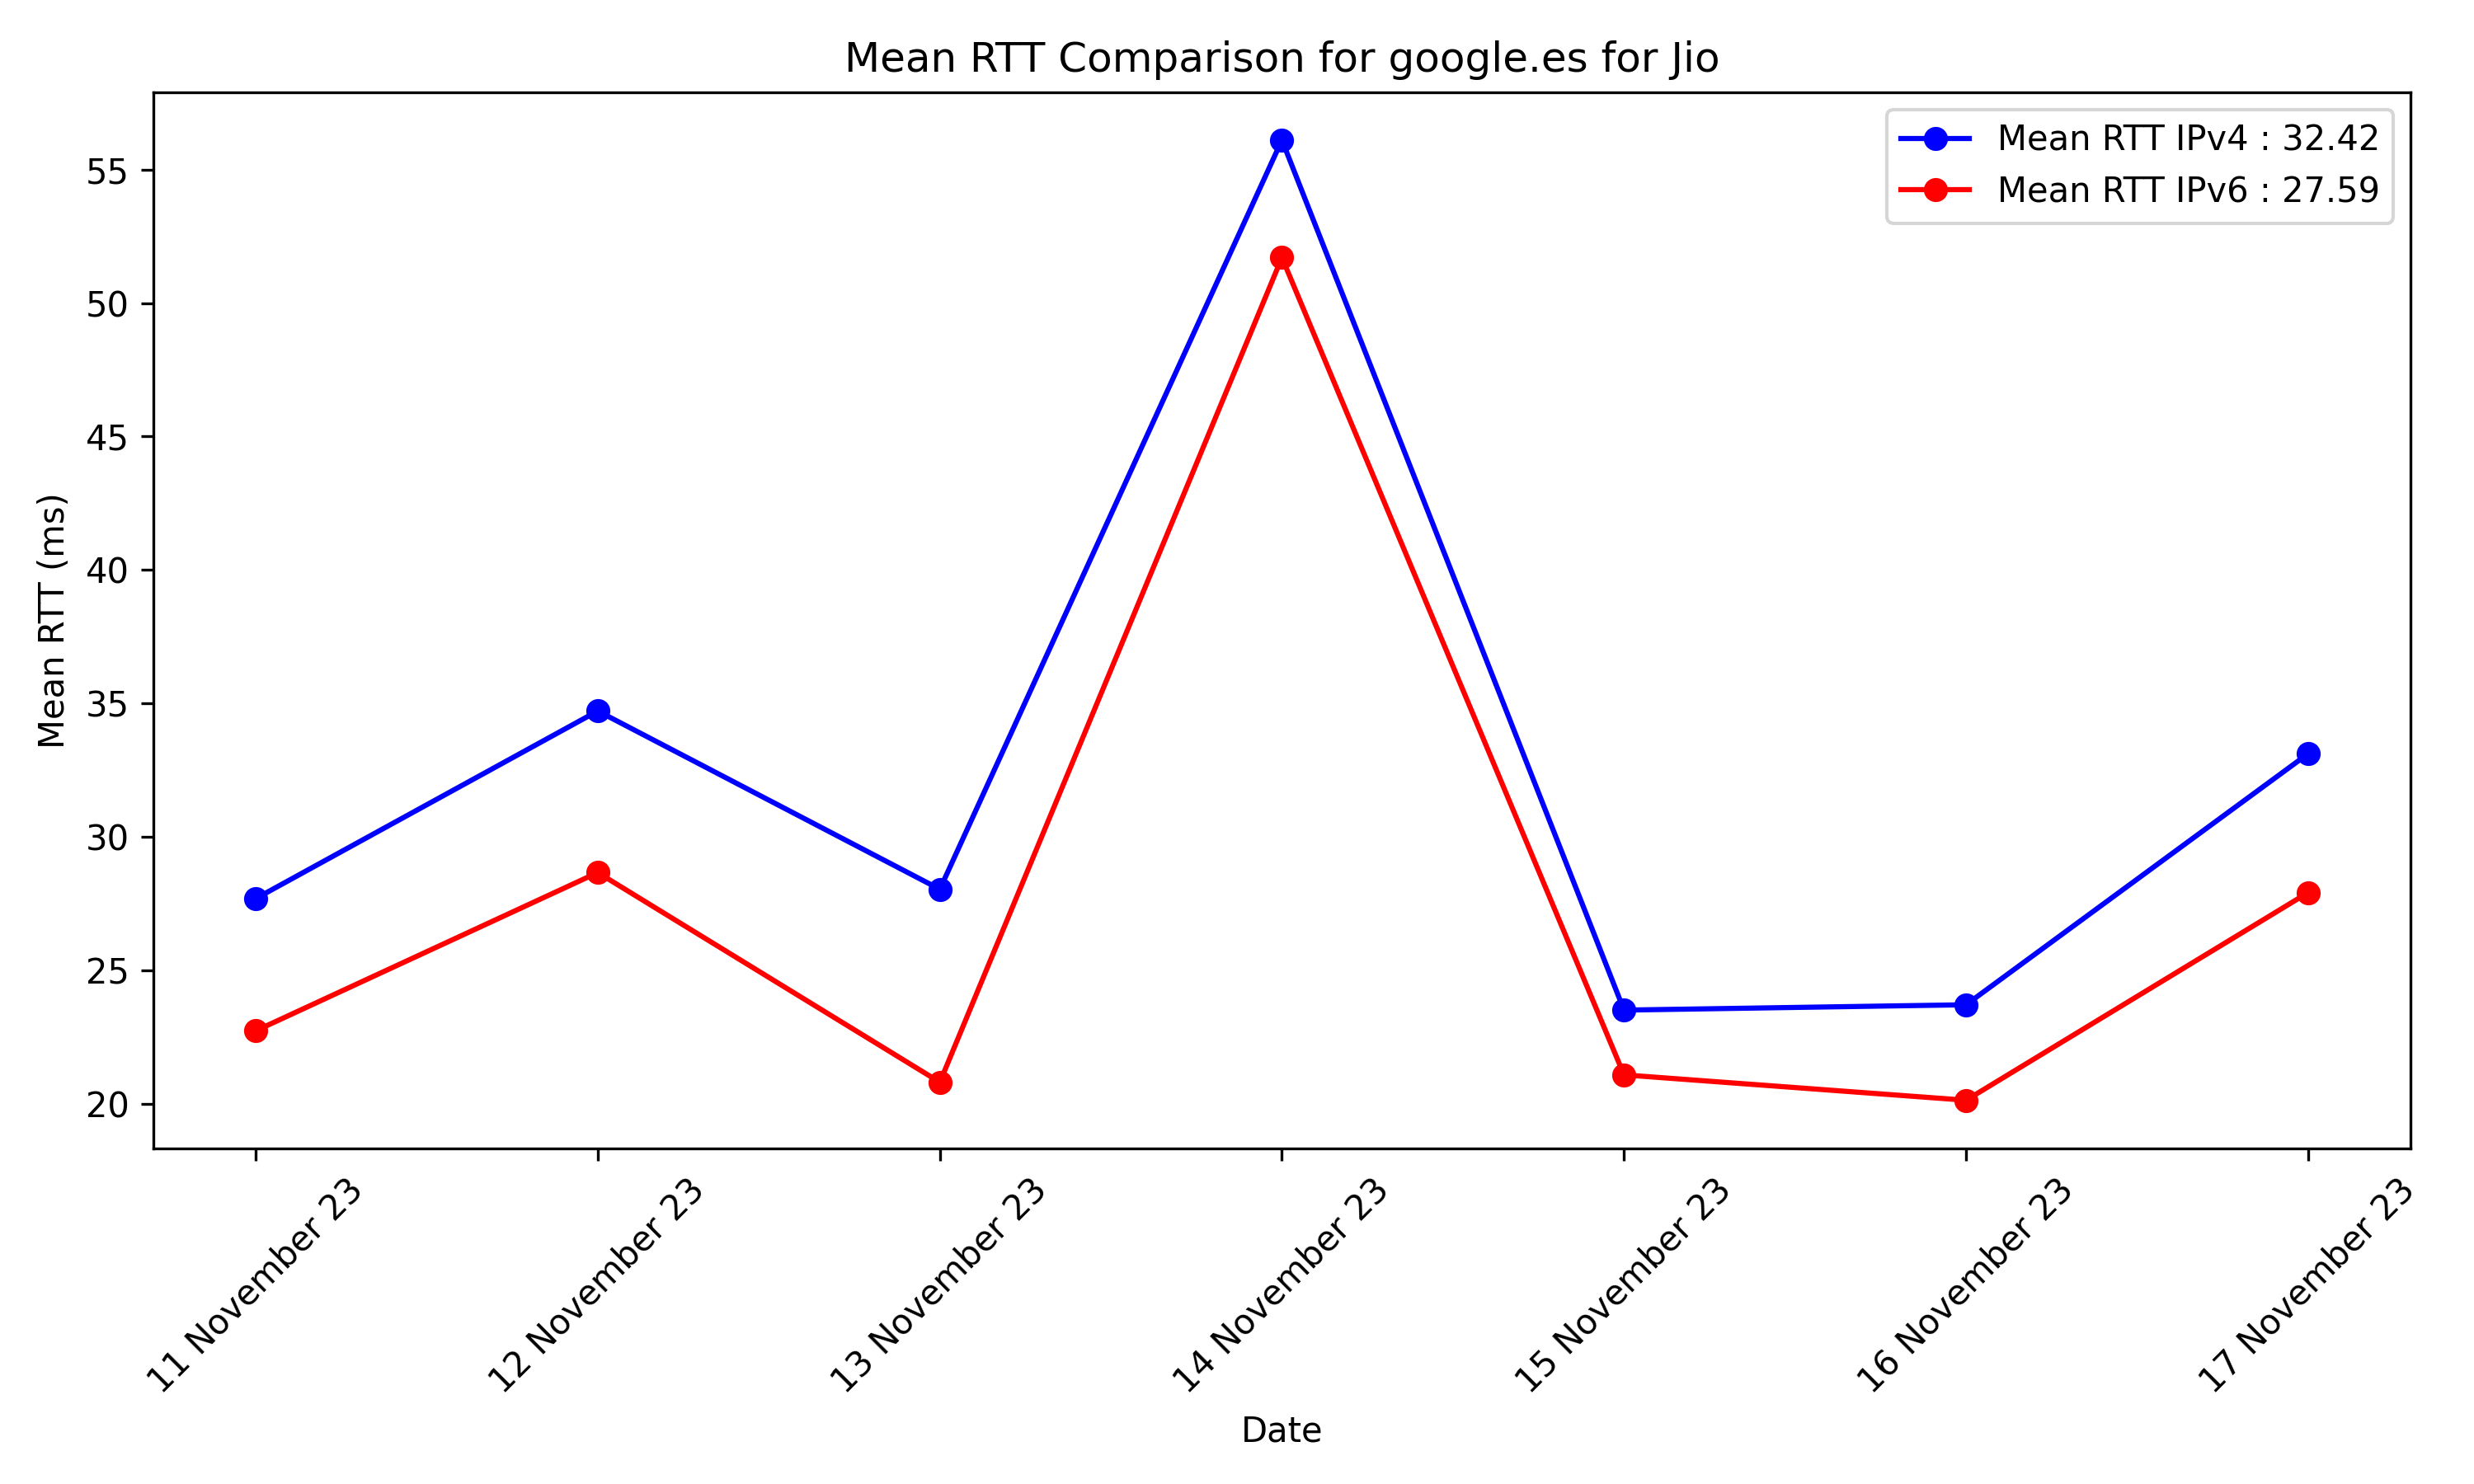 Mean RTT Comparison for google.es for Jio
Mean RTT IPv4 : 32.42
Mean RTT IPv6 : 27.59
Mean RTT (ms)
55
50
45
40
35
30
25
20
11 November 23
12 November 23
13 November 23
14 November 23
15 November 23
16 November 23
17 November 23
Date